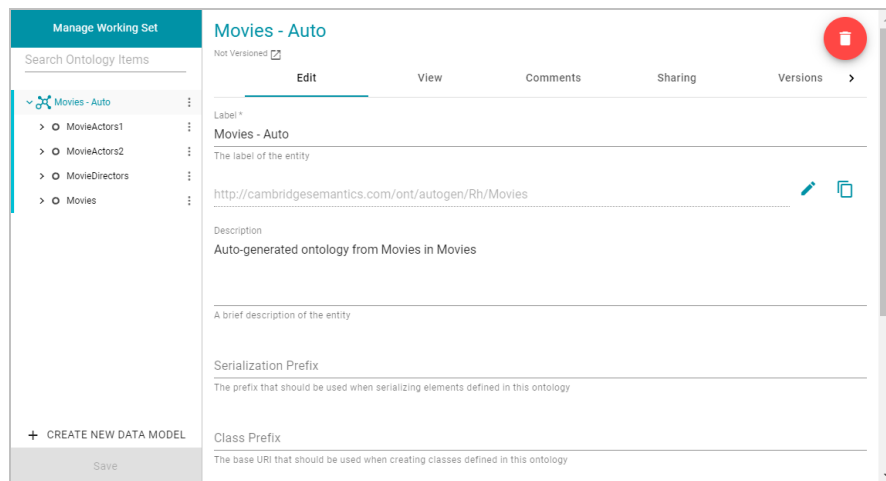 Manage Working Set
Search Ontology Items
Movies - Auto
MovieActors1
MovieActors2
MovieDirectors
Movies
+ CREATE NEW DATA MODEL
Save
Movies - Auto
Not Versioned
Edit View Comments Sharing Versions
Label *
Movies - Auto
The label of the entity
http://cambridgesemantics.com/ont/autogen/Rh/Movies
Description
Auto-generated ontology from Movies in Movies
A brief description of the entity
Serialization Prefix
The prefix that should be used when serializing elements defined in this ontology
Class Prefix
The base URI that should be used when creating classes defined in this ontology